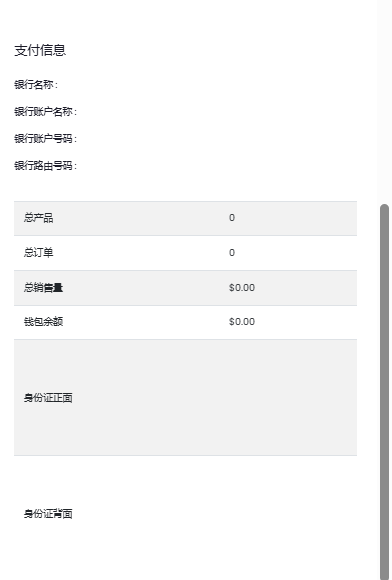 支付信息
银行名称 :
银行账户名称 :
银行账户号码 :
银行路由号码 :
总产品 0
总订单 0
总销售量 $0.00
钱包余额 $0.00
身份证正面
身份证背面